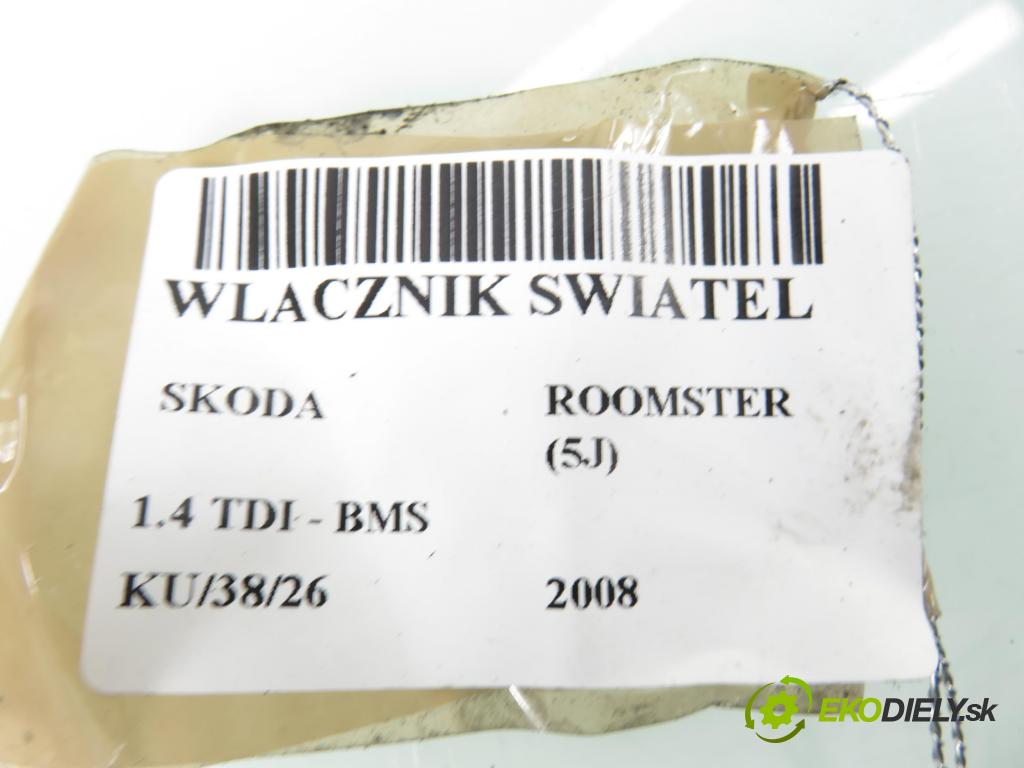 WLACZNIK SWIATEL
SKODA
ROOMSTER
(5J)
1.4 TDI - BMS
KU/38/26
2008
EKODIELY.sk